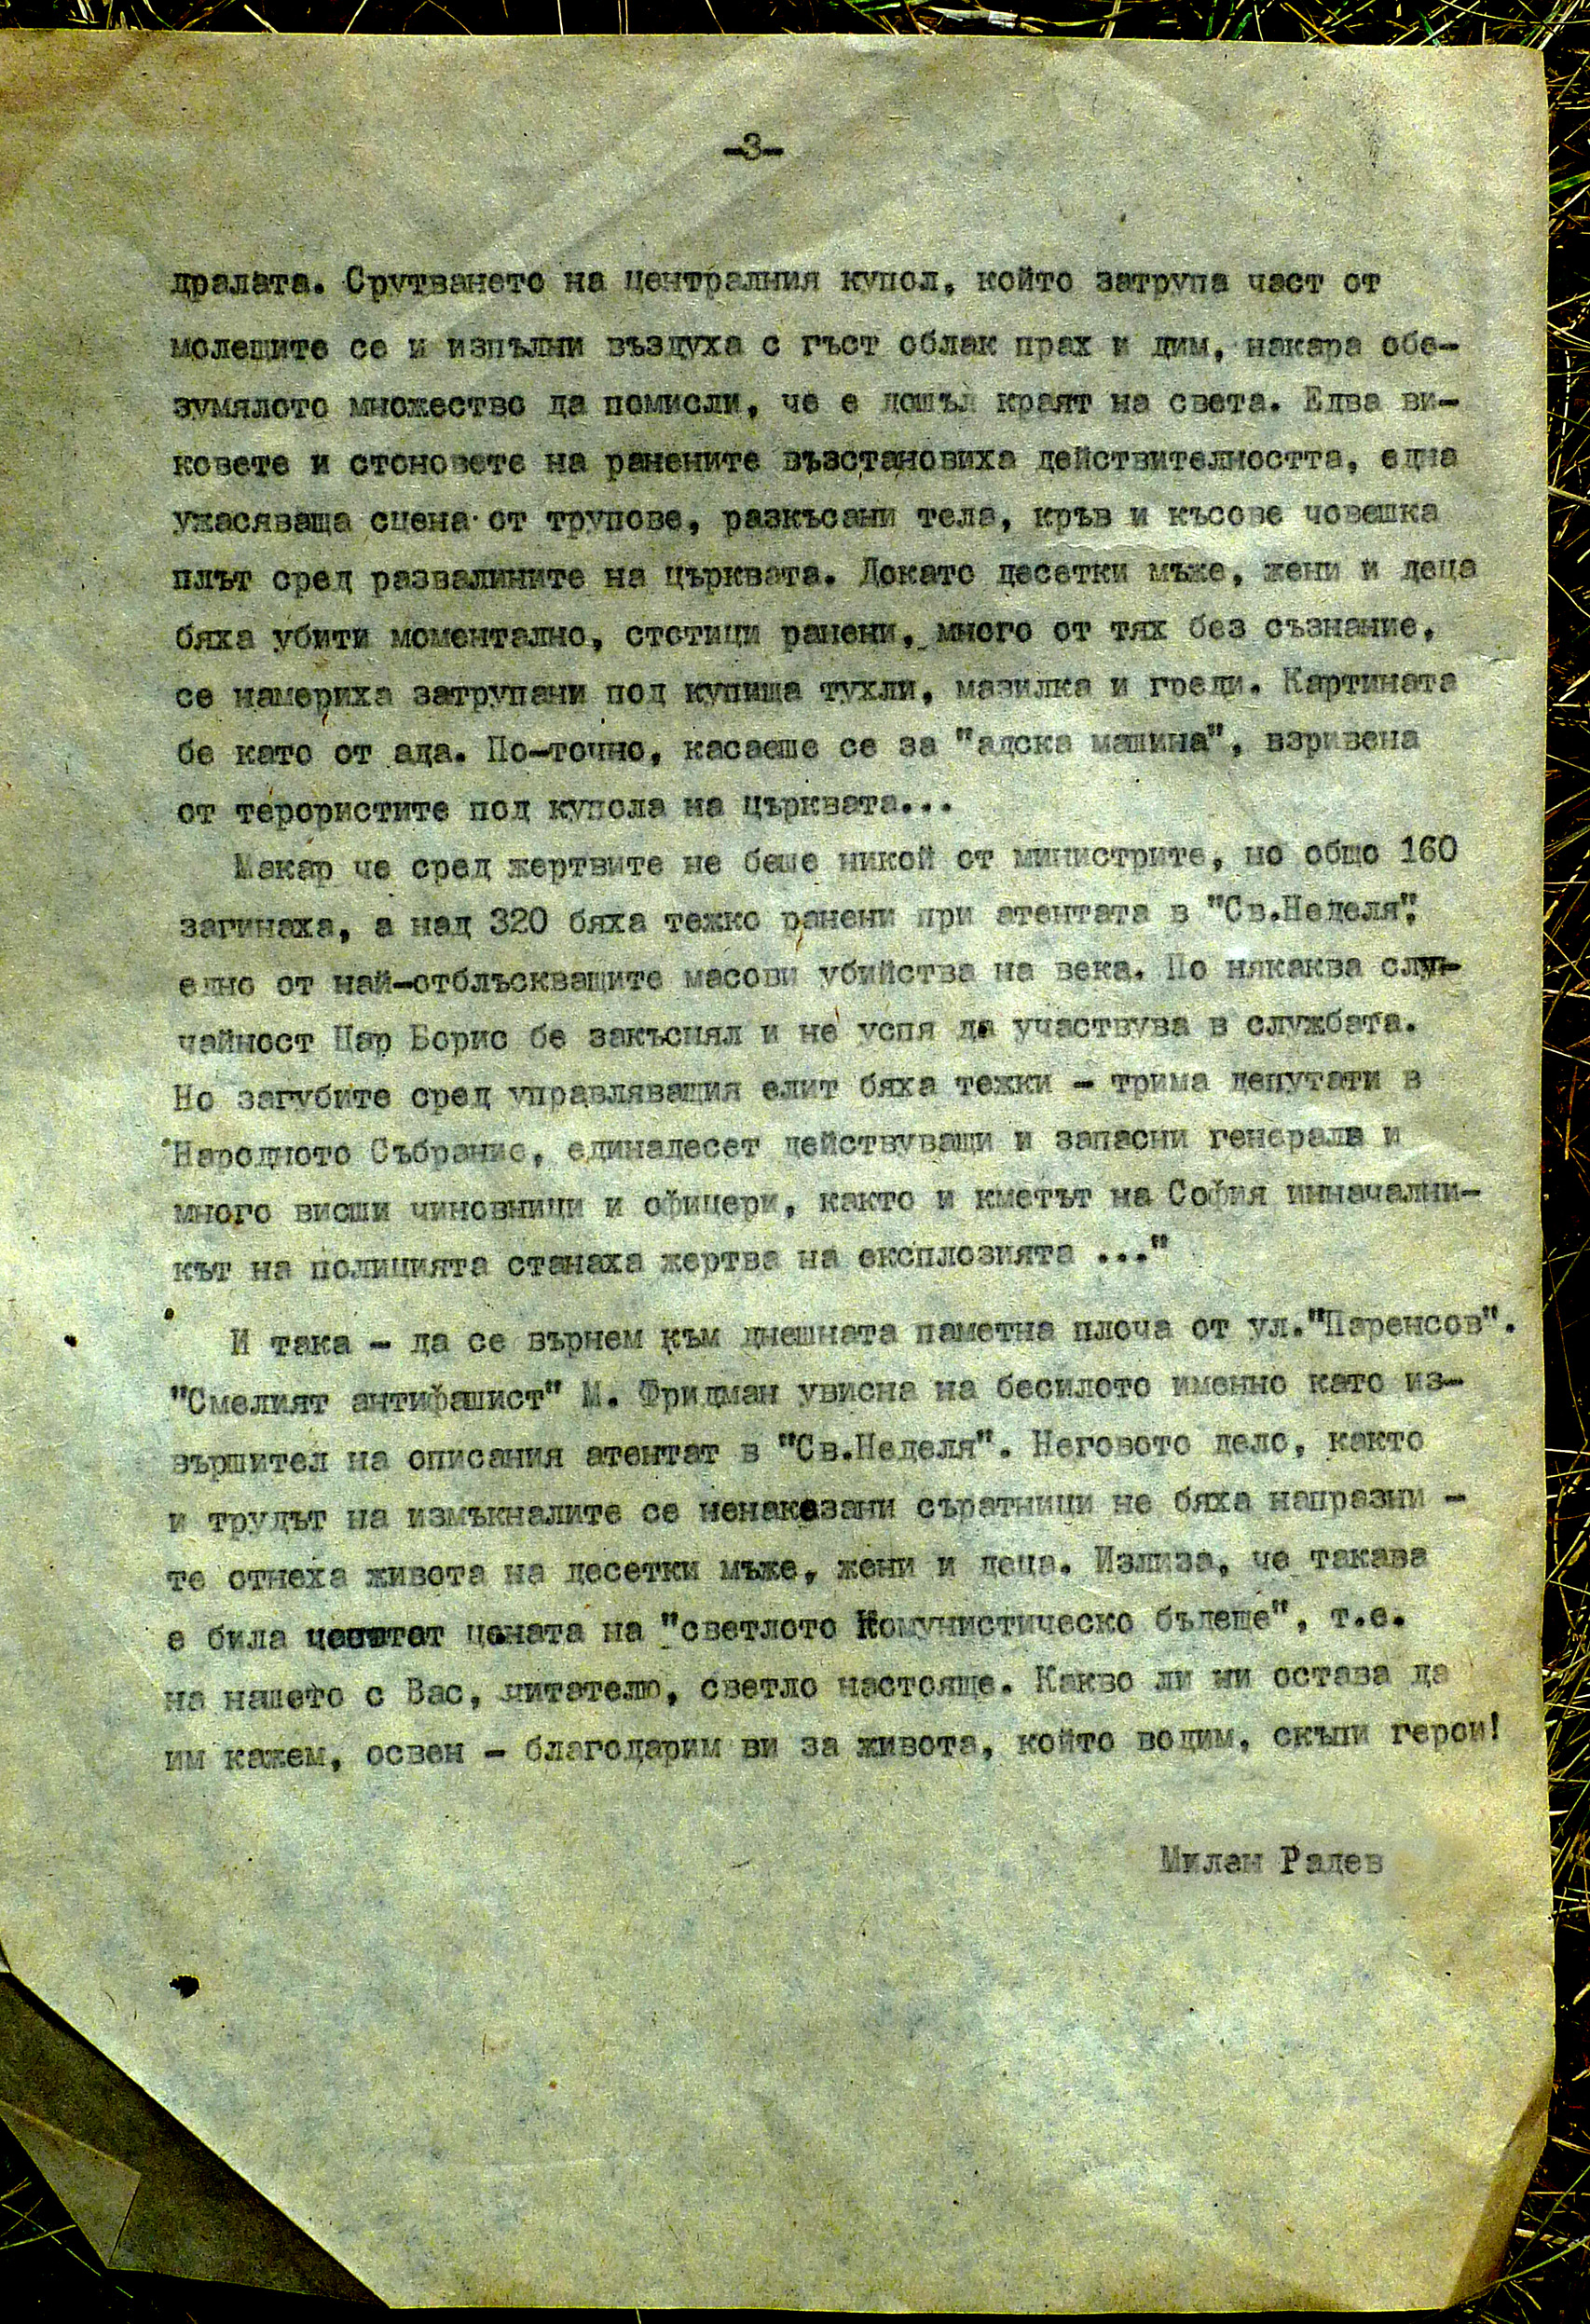 -3-
дралата. Срутването на централния купол, който затрупа част от
молещите се и изпълни въздуха с гъст облак прах и дим, накара обе-
зумялото множество да помисли, че е дошъл краят на света. Едва ви-
ковете и стоновете на ранените възстановиха действителността, една
ужасяваща сцена от трупове, разкъсани тела, кръв и късове човешка
плът сред развалините на църквата. Докато десетки мъже, жени и деца
бяха убити моментално, стотици ранени, много от тях без съзнание,
се намериха затрупани под купища тухли, мазилка и греди. Картината
бе като от ада. По-точно, касаеше се за "адска машина", взривена
от терористите под купола на църквата...
Макар че сред жертвите не беше никой от министрите, но общо 160
загинаха, а над 320 бяха тежко ранени при атентата в "Св.Неделя",
едно от най-отблъскващите масови убийства на века. По някаква слу-
чайност Цар Борис бе закъснял и не успя да участвува в службата.
Но загубите сред управляващия елит бяха тежки - трима депутати в
Народното Събрание, единадесет действуващи и запасни генерала и
много висши чиновници и офицери, както и кметът на София иначални-
кът на полицията станаха жертва на експлозията ..."
И така - да се върнем към днешната паметна плоча от ул."Паренсов".
"Смелият антифашист" М. Фридман увисна на бесилото именно като из-
вършител на описания атентат в "Св.Неделя". Неговото дело, както
и трудът на измъкналите се ненаказани съратници не бяха напразни -
те отнеха живота на десетки мъже, жени и деца. Излиза, че такава
е била цената на "светлото Комунистическо бъдеще", т.е.
на нашето с Вас, читателю, светло настояще. Какво ли ни остава да
им кажем, освен - благодарим ви за живота, който водим, скъпи герои!
Милен Радев